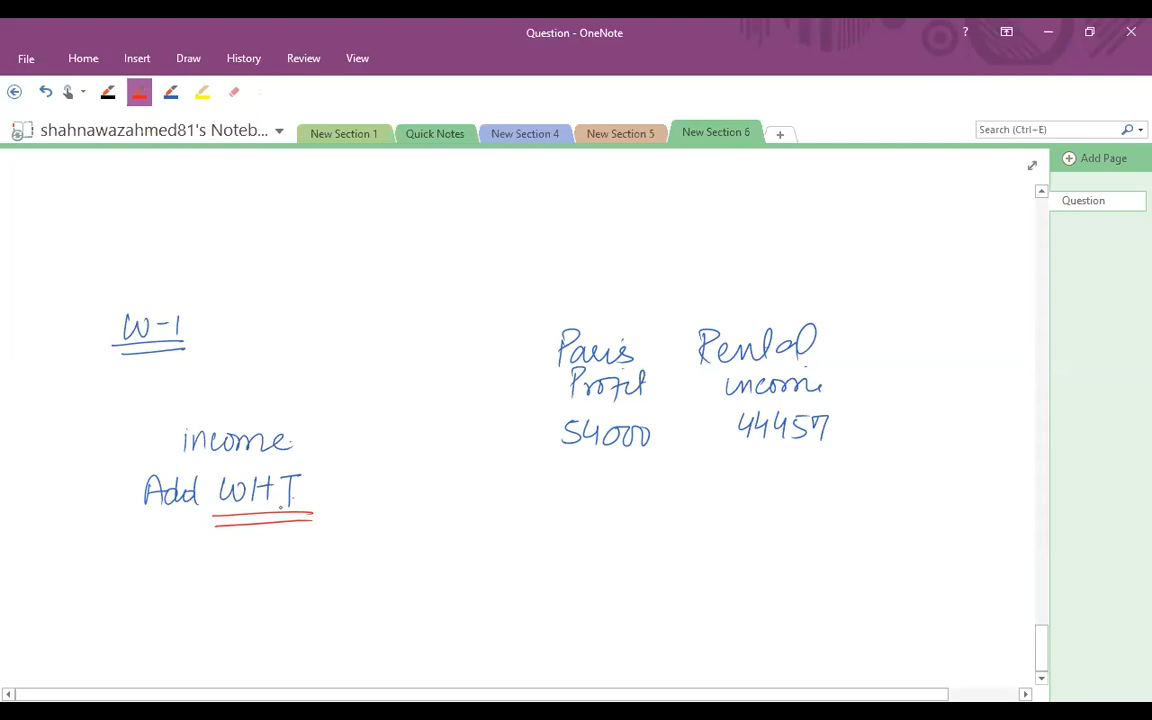 Question - OneNote
?
File Home Insert Draw History Review View
shahnawazahmed81's Noteb...
New Section 1 Quick Notes New Section 4 New Section 5 New Section 6
Search (Ctrl+E)
Add Page
Question
W-1
Paris Rental
Profit income
54000 44457
income
Add WHT